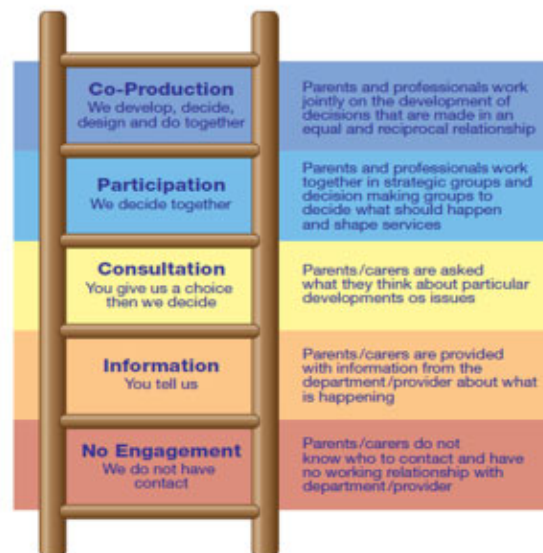 Co-Production
We develop, decide,
design and do together
Parents and professionals work
jointly on the development of
decisions that are made in an
equal and reciprocal relationship
Participation
We decide together
Parents and professionals work
together in strategic groups and
decision making groups to
decide what should happen
and shape services
Consultation
You give us a choice
then we decide
Parents/carers are asked
what they think about particular
developments os issues
Information
You tell us
Parents/carers are provided
with information from the
department/provider about what
is happening
No Engagement
We do not have
contact
Parents/carers do not
know who to contact and have
no working relationship with
department/provider